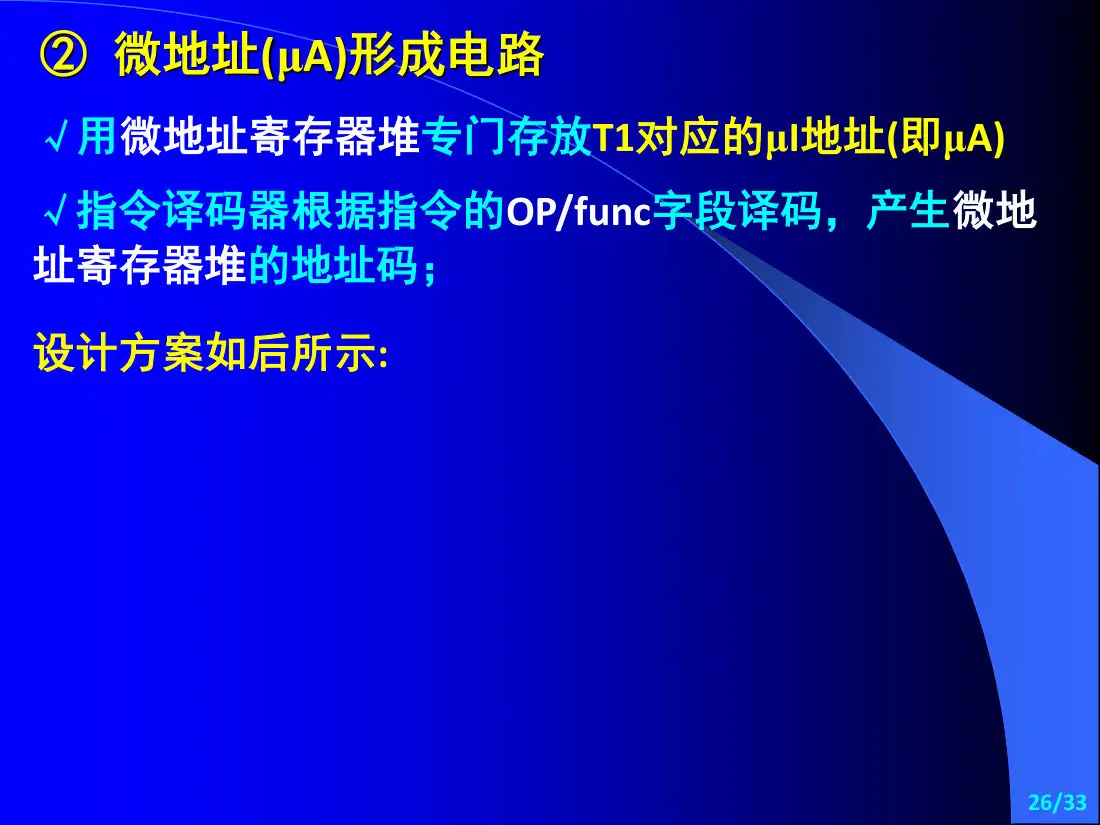 ② 微地址(μA)形成电路
√用微地址寄存器堆专门存放T1对应的μI地址(即μA)
√指令译码器根据指令的OP/func字段译码，产生微地
址寄存器堆的地址码；
设计方案如后所示:
26/33